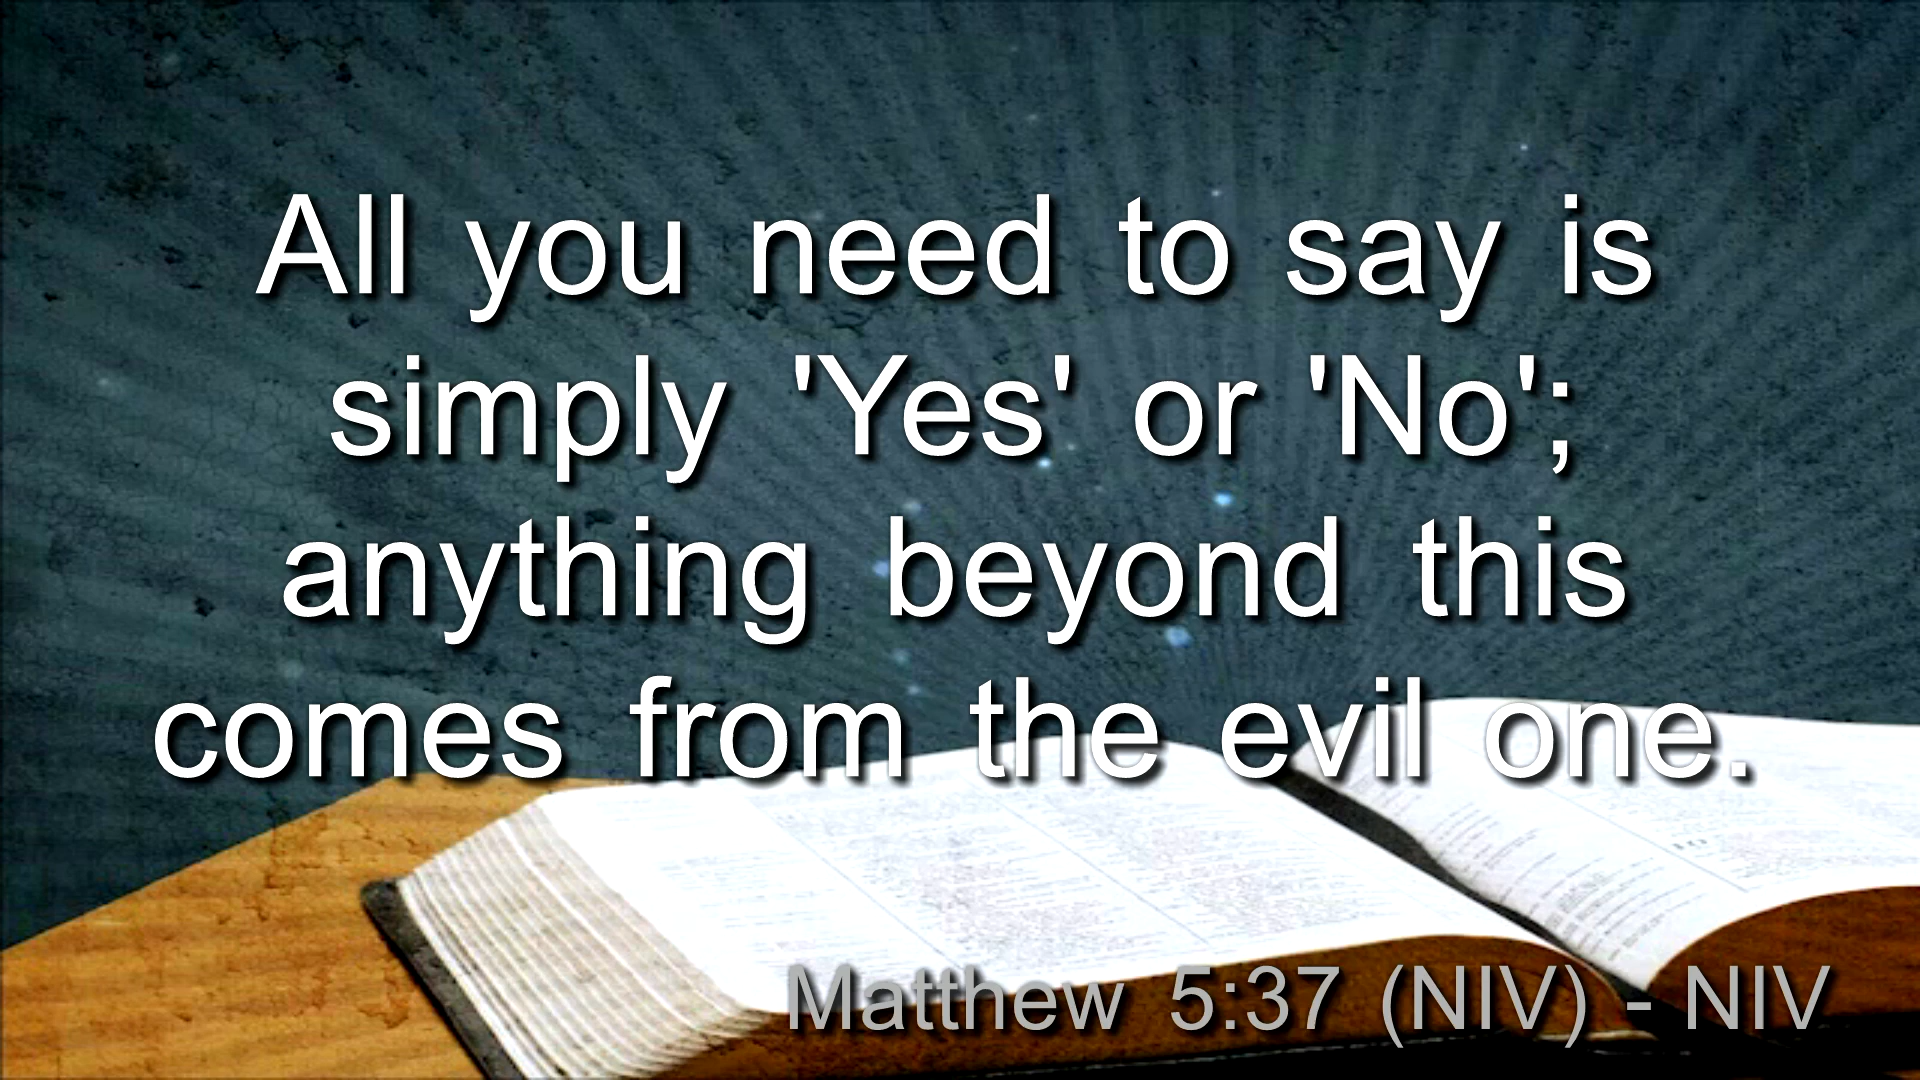 All you need to say is
simply 'Yes' or 'No';
anything beyond this
comes from the evil one.
Matthew 5:37 (NIV) - NIV